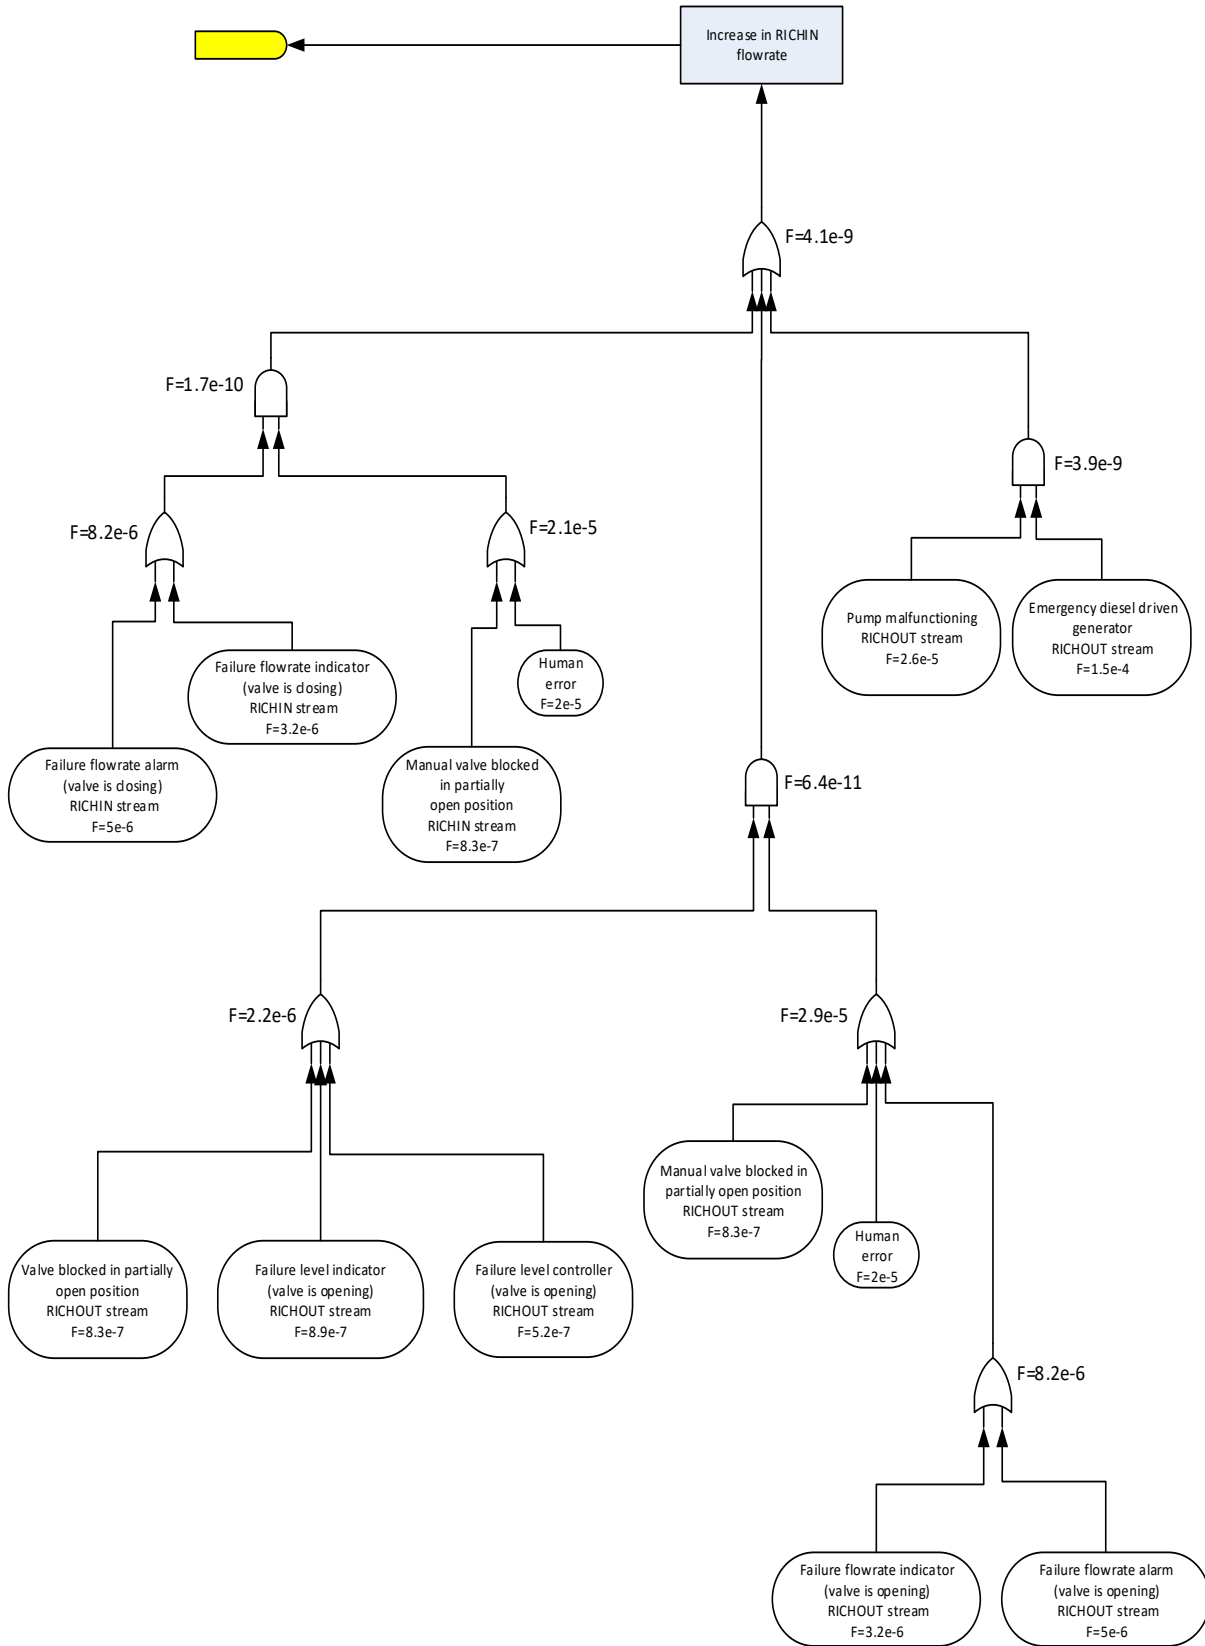 Increase in RICHIN
flowrate
F=4.1e-9
F=1.7e-10
F=3.9e-9
F=8.2e-6
F=2.1e-5
Pump malfunctioning
RICHOUT stream
F=2.6e-5
Emergency diesel driven
generator
RICHOUT stream
F=1.5e-4
Failure flowrate indicator
(valve is closing)
RICHIN stream
F=3.2e-6
Human
error
F=2e-5
Failure flowrate alarm
(valve is closing)
RICHIN stream
F=5e-6
Manual valve blocked
in partially
open position
RICHIN stream
F=8.3e-7
F=6.4e-11
F=2.2e-6
F=2.9e-5
Manual valve blocked in
partially open position
RICHOUT stream
F=8.3e-7
Human
error
F=2e-5
Valve blocked in partially
open position
RICHOUT stream
F=8.3e-7
Failure level indicator
(valve is opening)
RICHOUT stream
F=8.9e-7
Failure level controller
(valve is opening)
RICHOUT stream
F=5.2e-7
F=8.2e-6
Failure flowrate indicator
(valve is opening)
RICHOUT stream
F=3.2e-6
Failure flowrate alarm
(valve is opening)
RICHOUT stream
F=5e-6